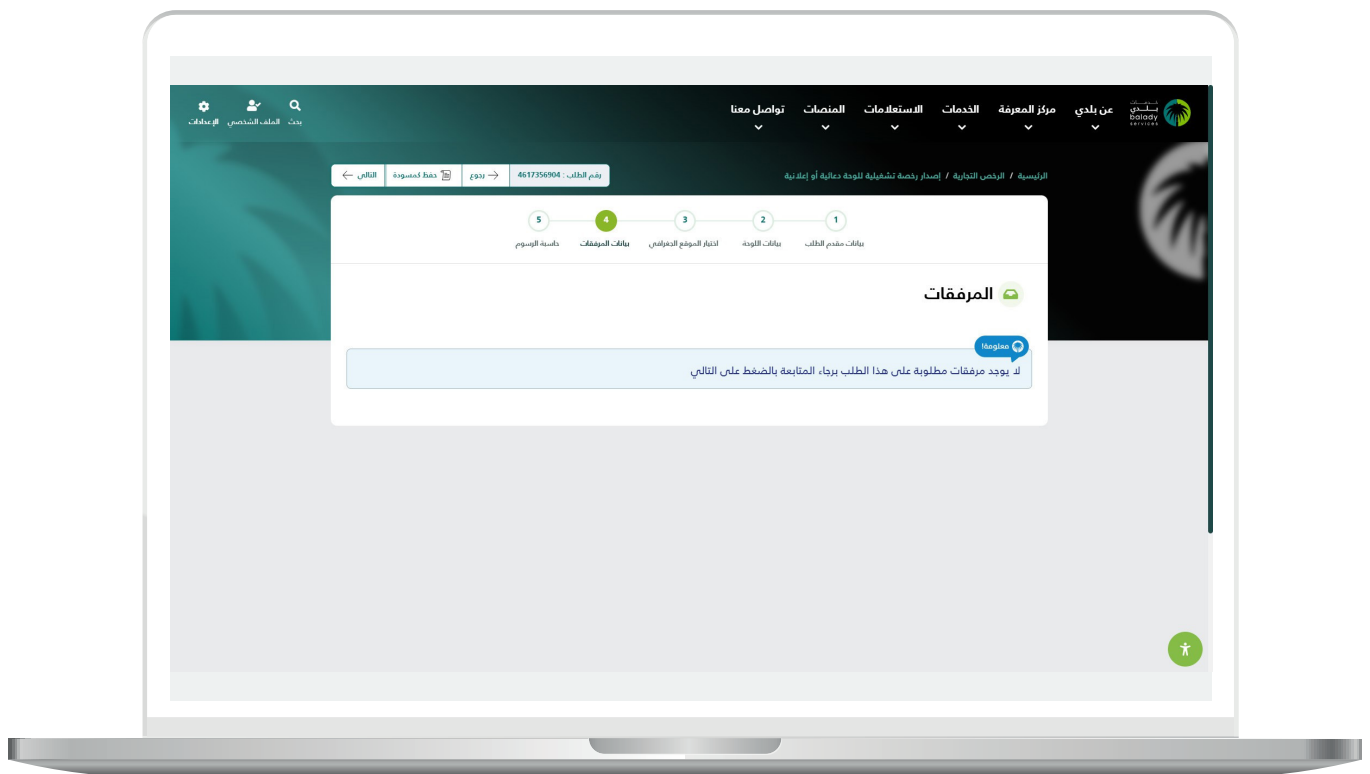 خدمات
بلدي
balady
services
عن بلدي
مركز المعرفة
الخدمات
الاستعلامات
المنصات
تواصل معنا
بحث
الملف الشخصي
الإعدادات
الرئيسية / الرخص التجارية / إصدار رخصة تشغيلية للوحة دعائية أو إعلانية
رقم الطلب : 4617356904
رجوع
حفظ كمسودة
التالي
1
2
3
4
5
بيانات مقدم الطلب
بيانات اللوحة
اختيار الموقع الجغرافي
بيانات المرفقات
حاسبة الرسوم
المرفقات
معلومة!
لا يوجد مرفقات مطلوبة على هذا الطلب برجاء المتابعة بالضغط على التالي